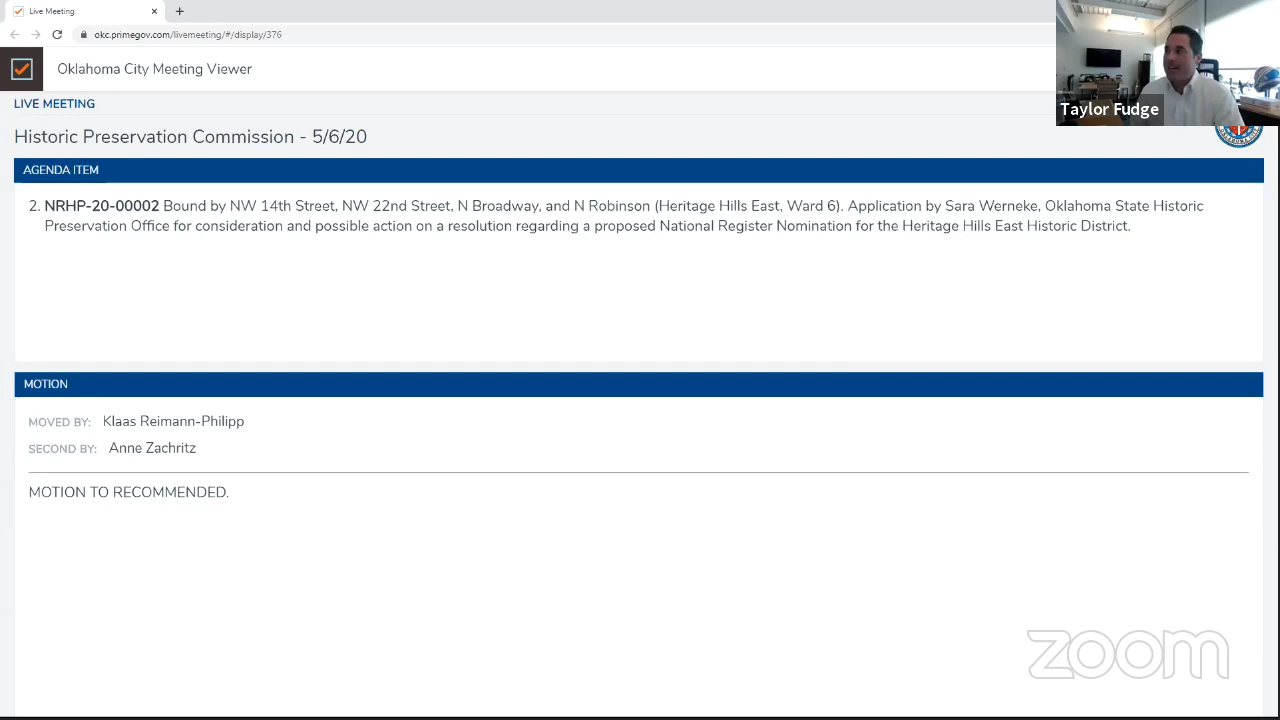 Live Meeting
okc.primegov.com/livemeeting/#/display/376
Oklahoma City Meeting Viewer
Taylor Fudge
LIVE MEETING
Historic Preservation Commission - 5/6/20
AGENDA ITEM
2. NRHP-20-00002 Bound by NW 14th Street, NW 22nd Street, N Broadway, and N Robinson (Heritage Hills East, Ward 6). Application by Sara Werneke, Oklahoma State Historic
Preservation Office for consideration and possible action on a resolution regarding a proposed National Register Nomination for the Heritage Hills East Historic District.
MOTION
MOVED BY: Klaas Reimann-Philipp
SECOND BY: Anne Zachritz
MOTION TO RECOMMENDED.
zoom